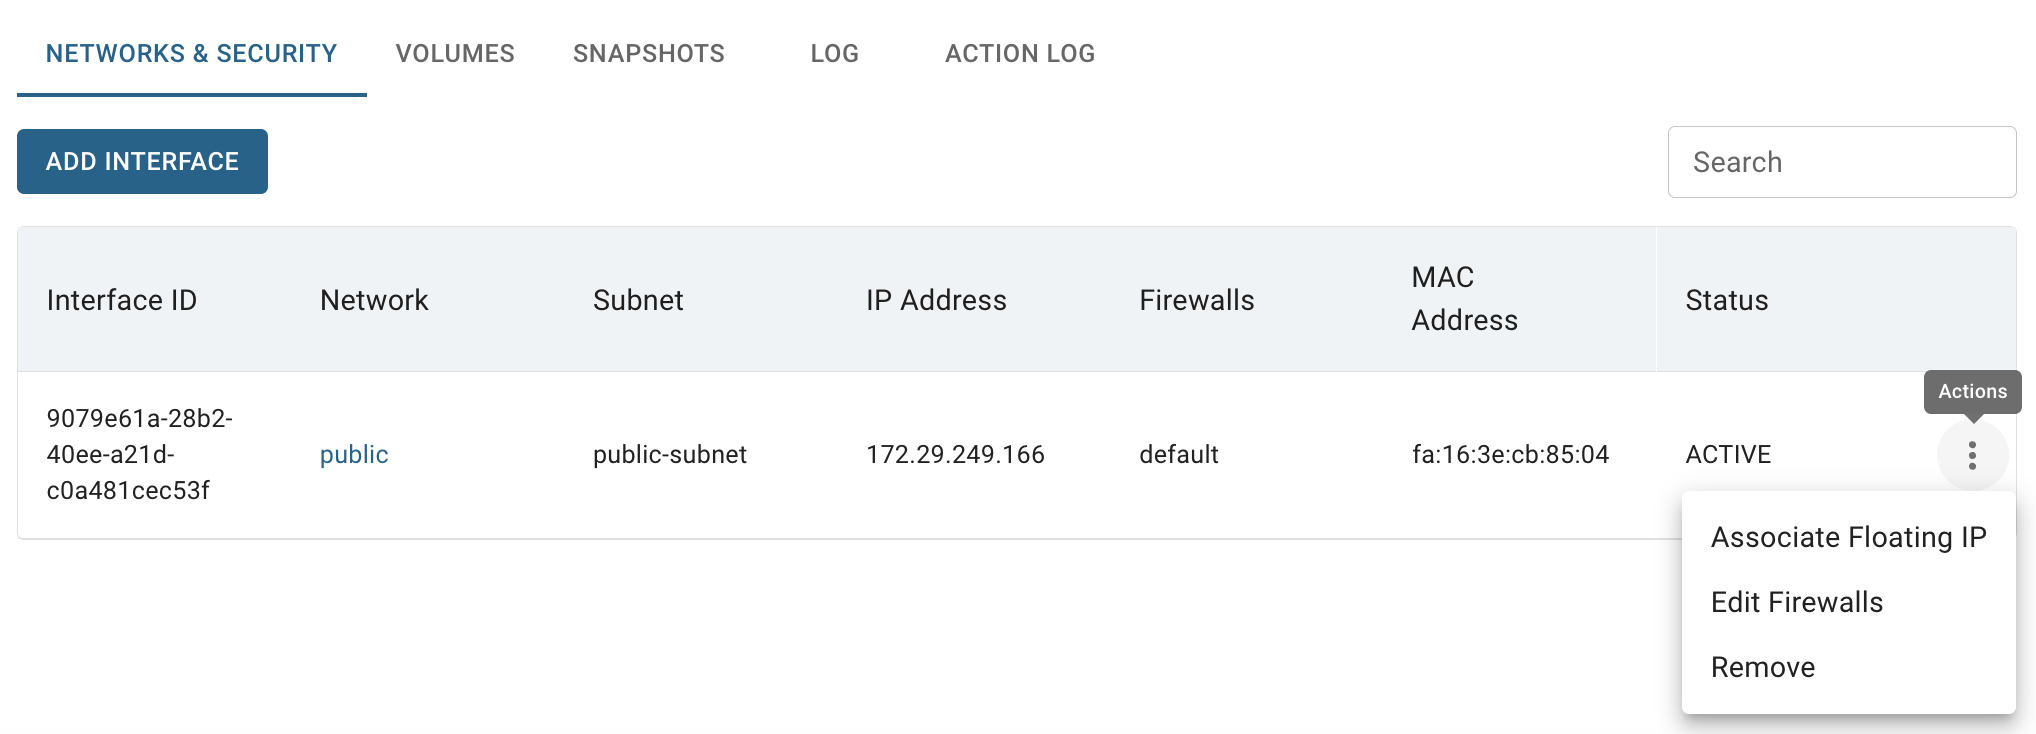 NETWORKS & SECURITY
VOLUMES
SNAPSHOTS
LOG
ACTION LOG
ADD INTERFACE
Search
Interface ID
Network
Subnet
IP Address
Firewalls
MAC
Address
Status
9079e61a-28b2-
40ee-a21d-
c0a481cec53f
public
public-subnet
172.29.249.166
default
fa:16:3e:cb:85:04
ACTIVE
Actions
Associate Floating IP
Edit Firewalls
Remove